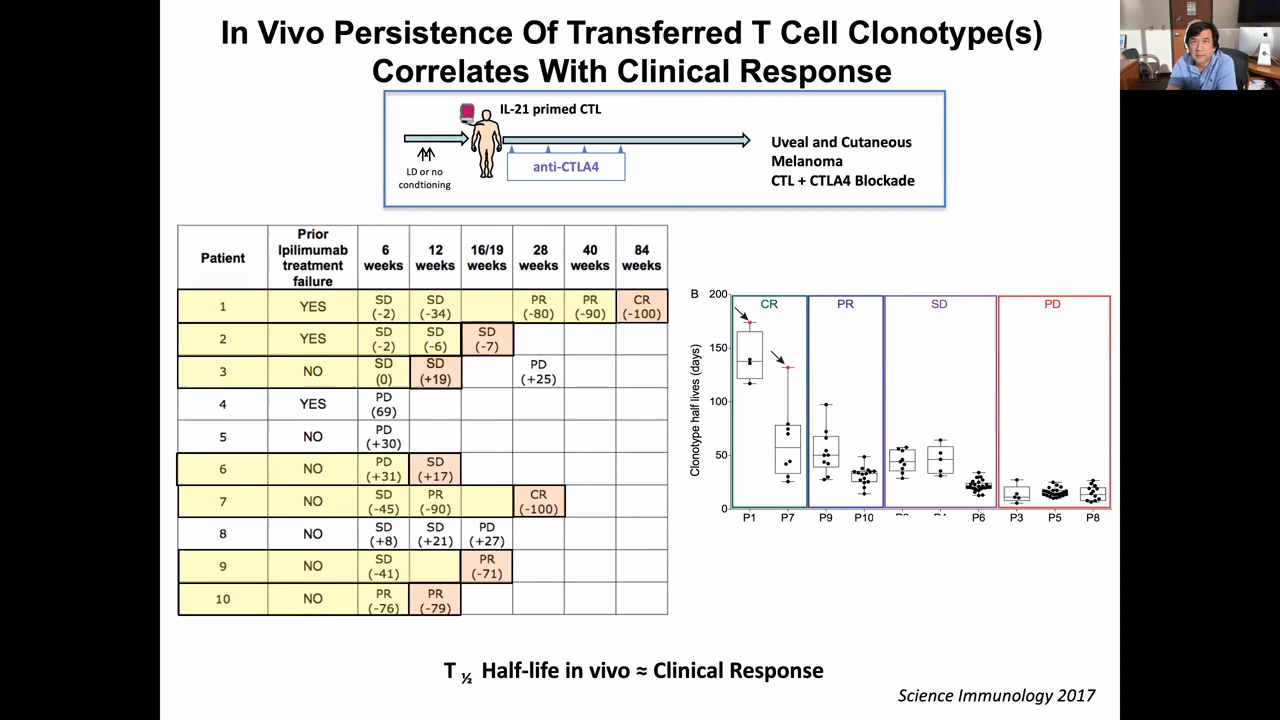 In Vivo Persistence Of Transferred T Cell Clonotype(s)
Correlates With Clinical Response
IL-21 primed CTL
LD or no
condtioning
anti-CTLA4
Uveal and Cutaneous
Melanoma
CTL + CTLA4 Blockade
Patient Prior Ipilimumab treatment failure 6 weeks 12 weeks 16/19 weeks 28 weeks 40 weeks 84 weeks
1 YES SD (-2) SD (-34) PR (-80) PR (-90) CR (-100)
2 YES SD (-2) SD (-6) SD (-7)
3 NO SD (0) SD (+19) PD (+25)
4 YES PD (69)
5 NO PD (+30)
6 NO PD (+31) SD (+17)
7 NO SD (-45) PR (-90) CR (-100)
8 NO SD (+8) SD (+21) PD (+27)
9 NO SD (-41) PR (-71)
10 NO PR (-76) PR (-79)
B
CR PR SD PD
Clonotype half lives (days)
200
150
100
50
0
P1 P7 P9 P10 P6 P3 P5 P8
T ½ Half-life in vivo ≈ Clinical Response
Science Immunology 2017